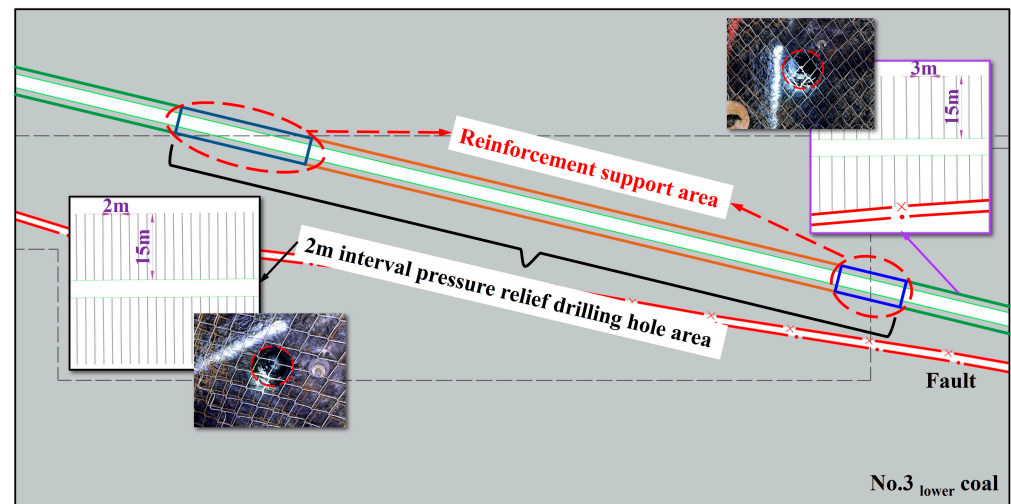 3m
15m
Reinforcement support area
2m
15m
2m interval pressure relief drilling hole area
Fault
No.3 lower coal